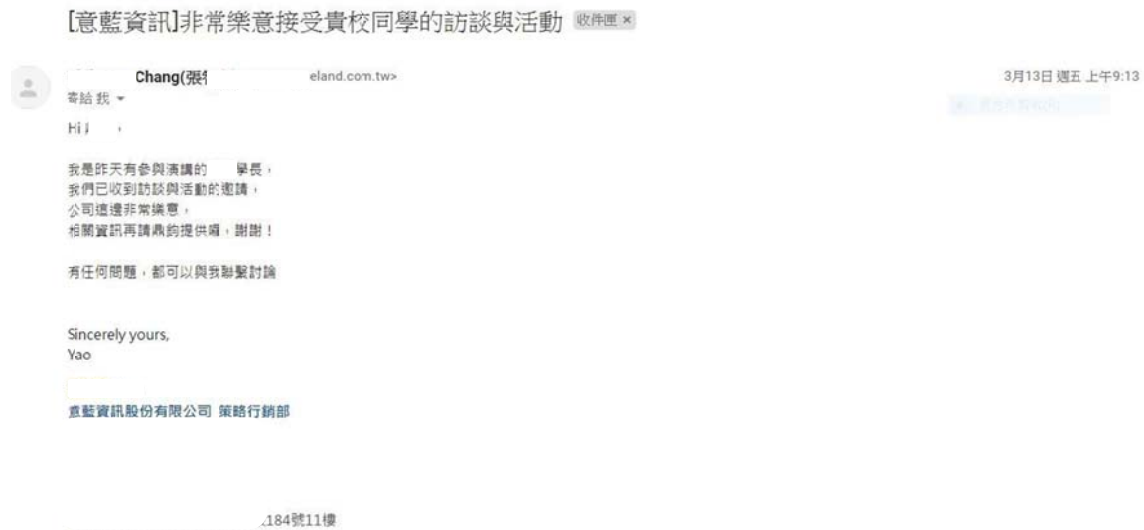 [意藍資訊]非常樂意接受貴校同學的訪談與活動 收件匣 ×
Chang(張 eland.com.tw>
3月13日 週五 上午9:13
寄給 我
Hi
我是昨天有參與演講的 學長，
我們已收到訪談與活動的邀請，
公司這邊非常樂意，
相關資訊再請鼎鈞提供囉，謝謝！
有任何問題，都可以與我聯繫討論
Sincerely yours,
Yao
意藍資訊股份有限公司 策略行銷部
184號11樓